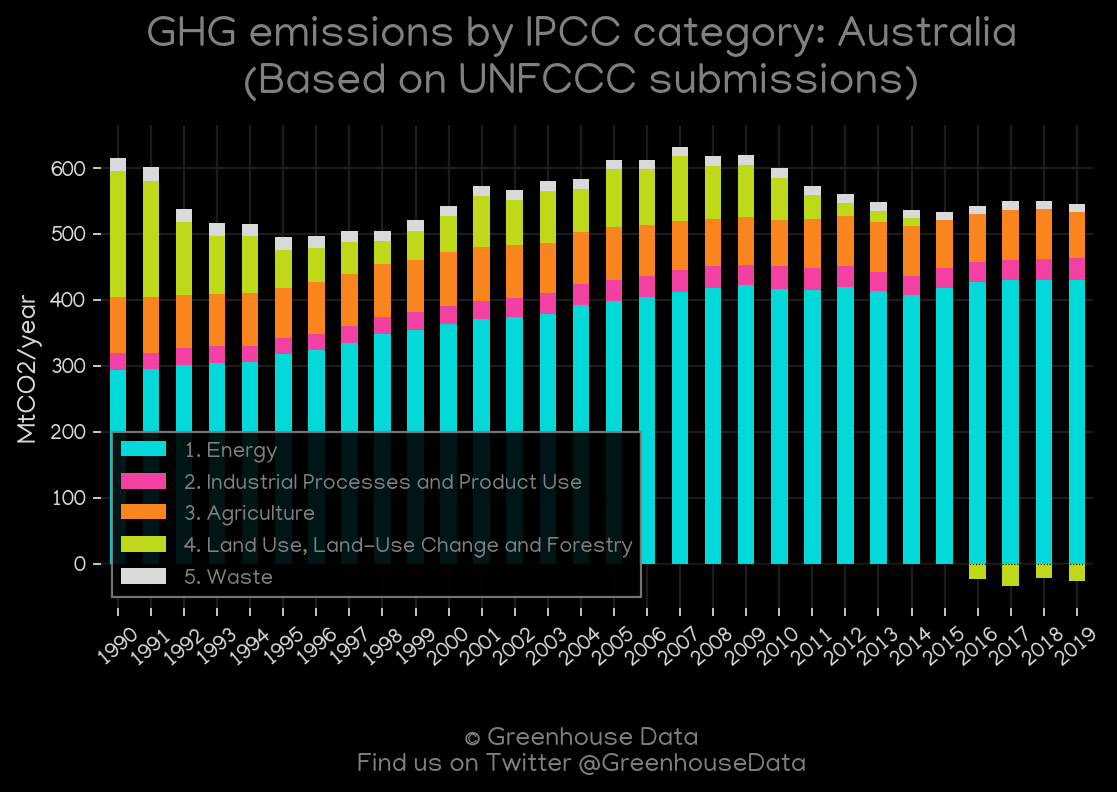 GHG emissions by IPCC category: Australia
(Based on UNFCCC submissions)
MtCO2/year
600
500
400
300
200
100
0
1. Energy
2. Industrial Processes and Product Use
3. Agriculture
4. Land Use, Land-Use Change and Forestry
5. Waste
1990 1991 1992 1993 1994 1995 1996 1997 1998 1999 2000 2001 2002 2003 2004 2005 2006 2007 2008 2009 2010 2011 2012 2013 2014 2015 2016 2017 2018 2019
© Greenhouse Data
Find us on Twitter @GreenhouseData